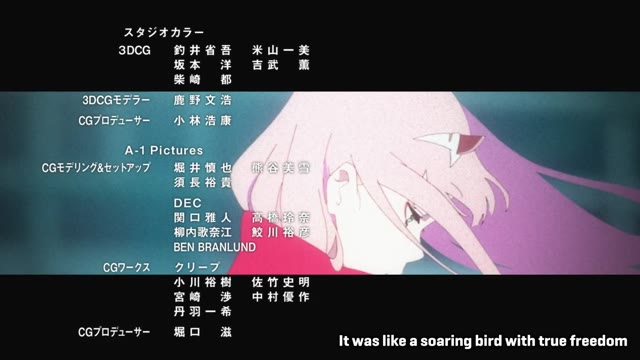 スタジオカラー
3DCG 釣井省吾 米山一美
坂本 洋 吉武 薫
柴崎 都
3DCGモデラー 鹿野文浩
CGプロデューサー 小林浩康
A-1 Pictures
CGモデリング&セットアップ 堀井慎也 熊谷美雪
須長裕貴
DEC
関口雅人 高橋玲奈
柳内歌奈江 鮫川裕彦
BEN BRANLUND
CGワークス クリープ
小川裕樹 佐竹史明
宮崎 渉 中村優作
丹羽一希
CGプロデューサー 堀口 滋
It was like a soaring bird with true freedom